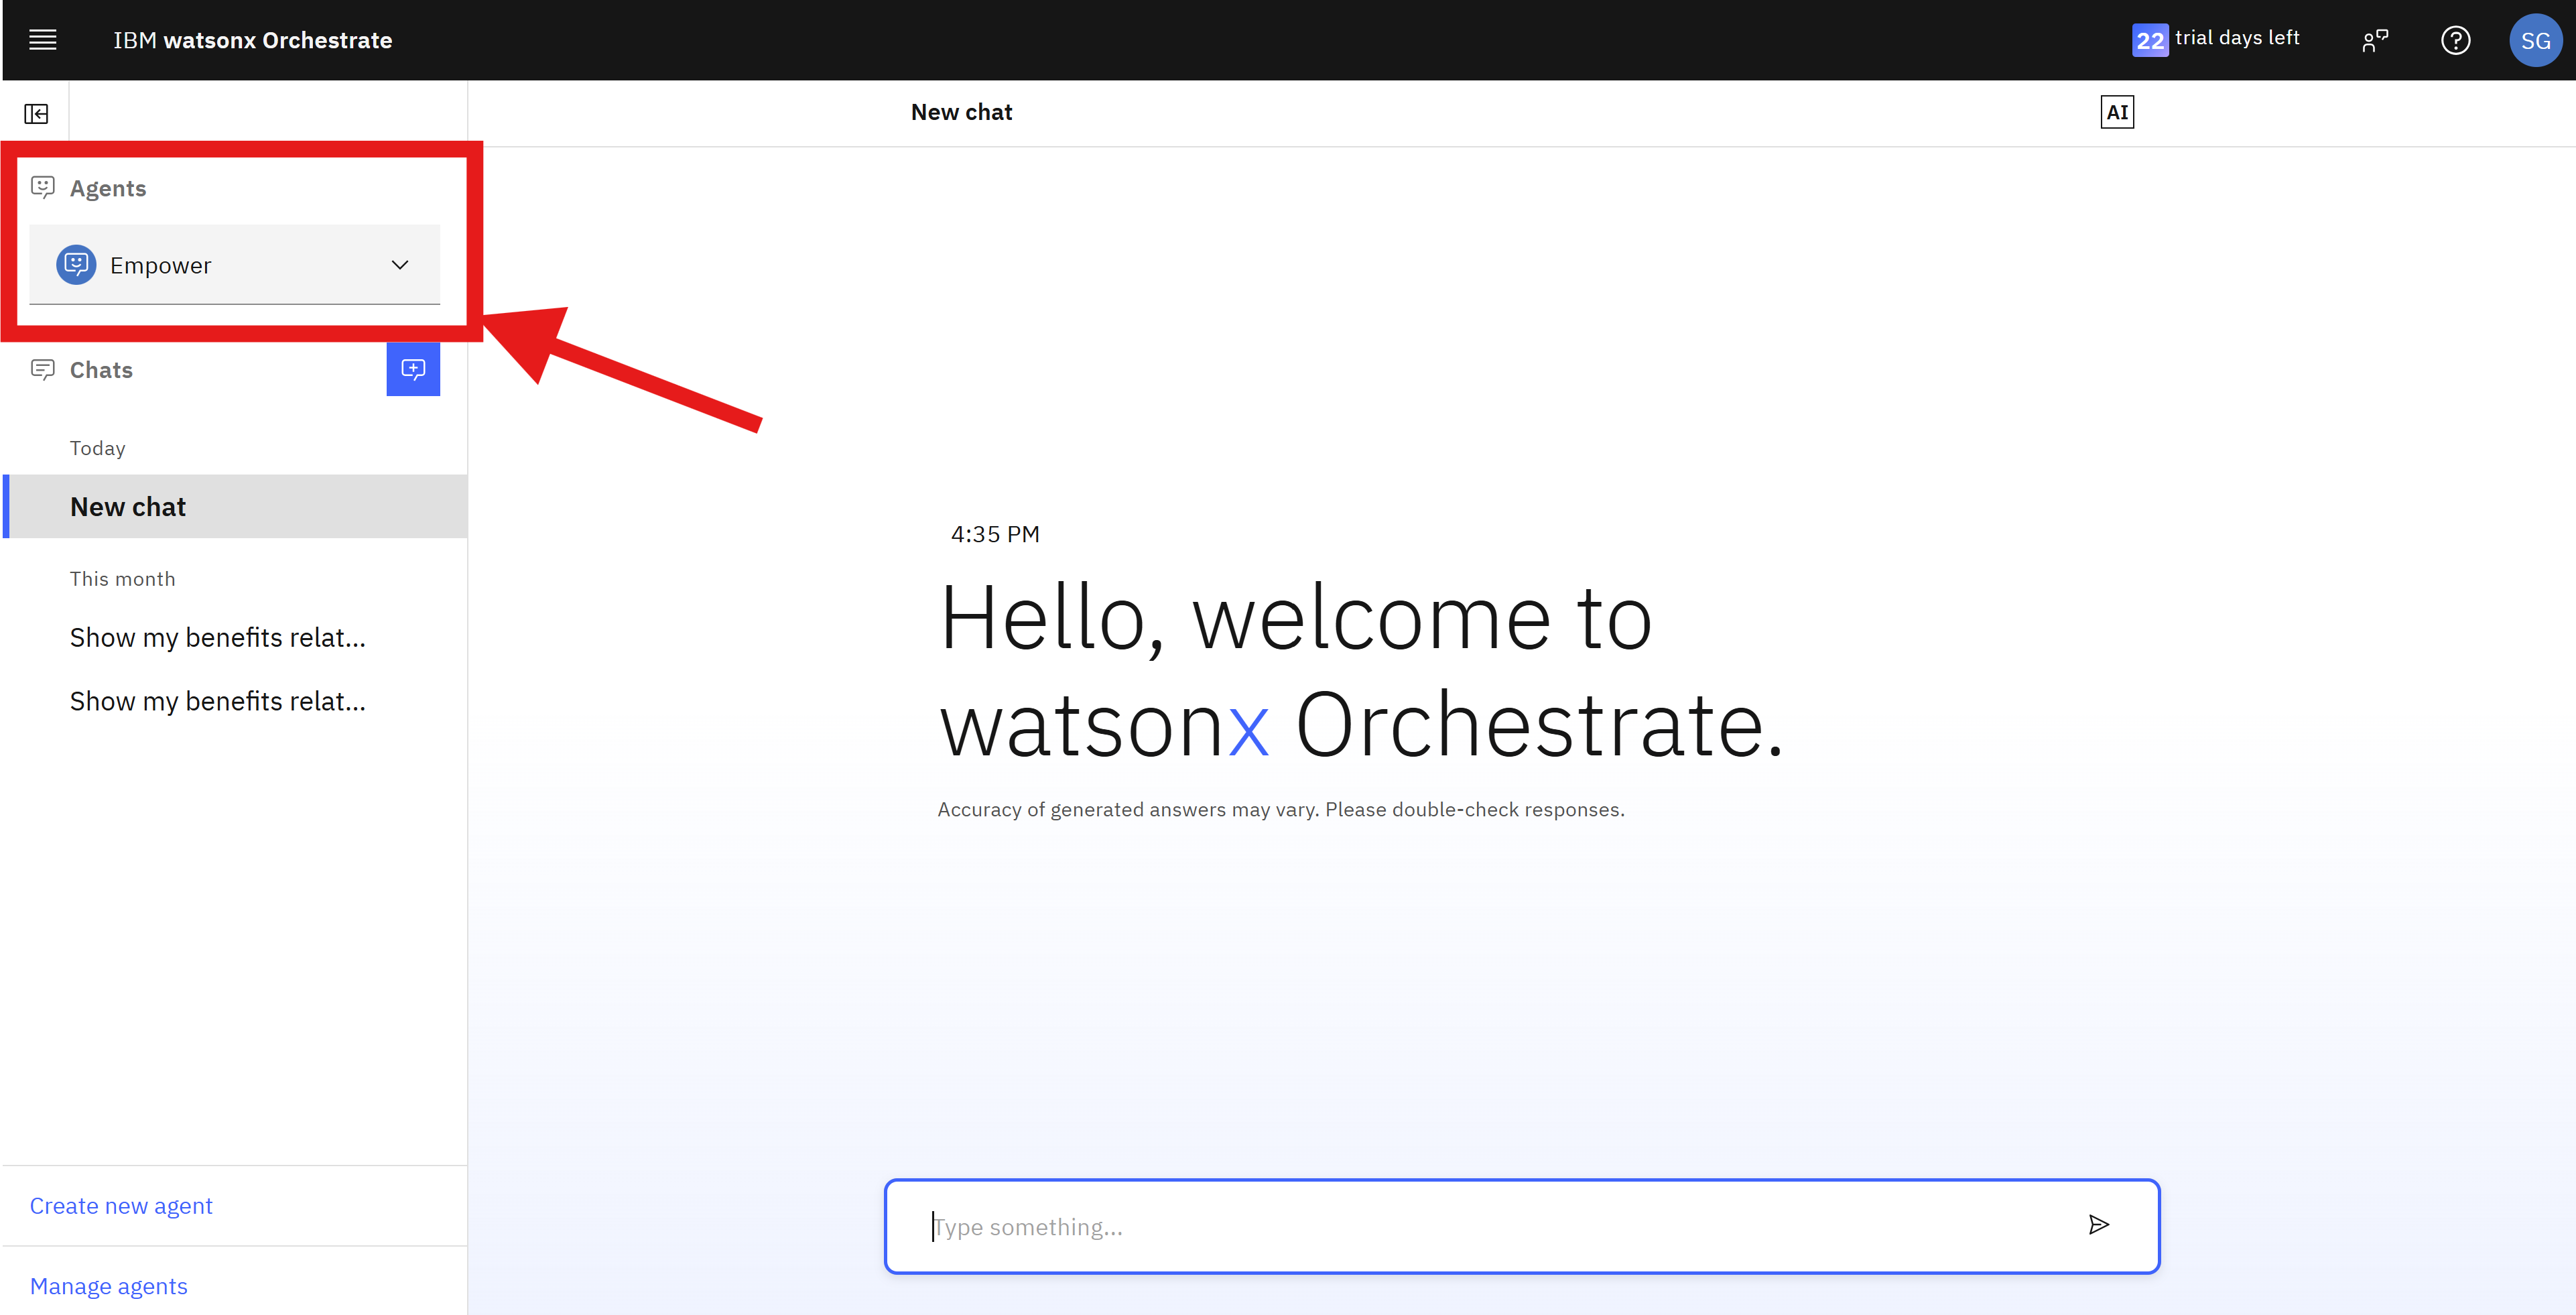 IBM watsonx Orchestrate
22 trial days left
SG
New chat
AI
Agents
Empower
Chats
Today
New chat
This month
Show my benefits relat...
Show my benefits relat...
Create new agent
Manage agents
4:35 PM
Hello, welcome to
watsonx Orchestrate.
Accuracy of generated answers may vary. Please double-check responses.
Type something...